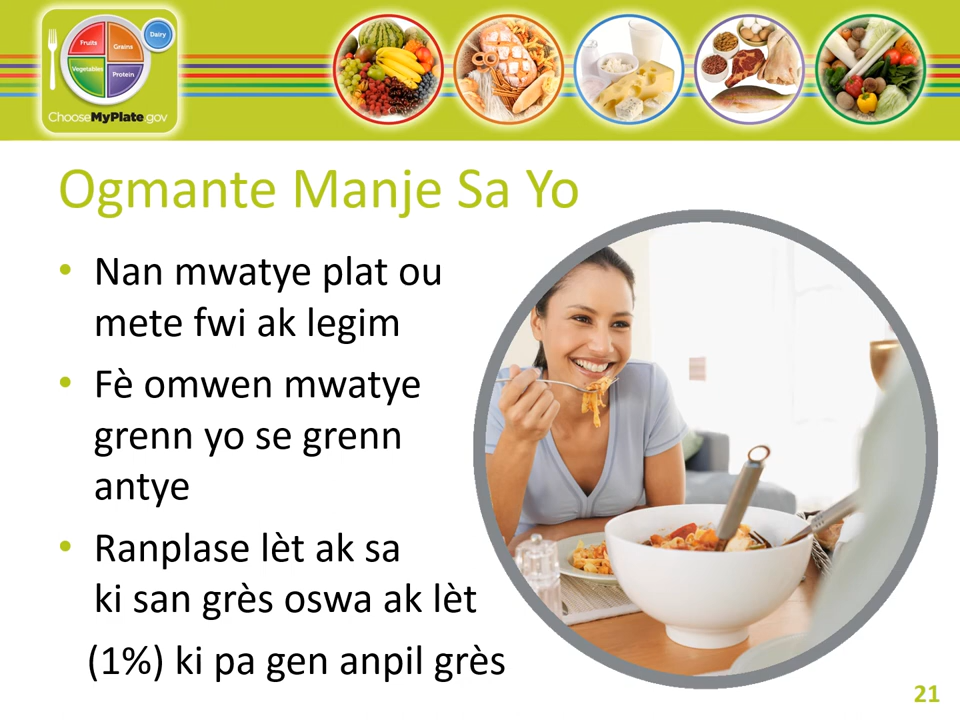 Fruits
Grains
Dairy
Vegetables
Protein
ChooseMyPlate.gov
Ogmante Manje Sa Yo
• Nan mwatye plat ou
mete fwi ak legim
• Fè omwen mwatye
grenn yo se grenn
antye
• Ranplase lèt ak sa
ki san grès oswa ak lèt
(1%) ki pa gen anpil grès
21